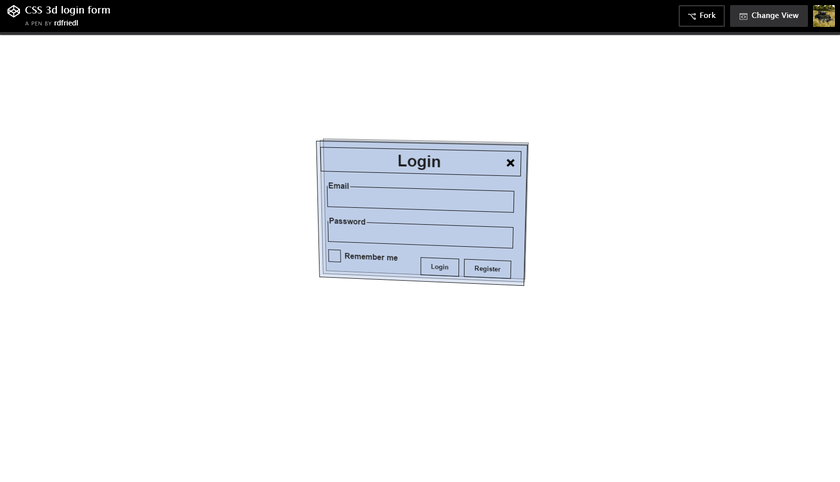 CSS 3d login form
A PEN BY rdfriedl
Fork
Change View
Login
Email
Password
Remember me
Login
Register